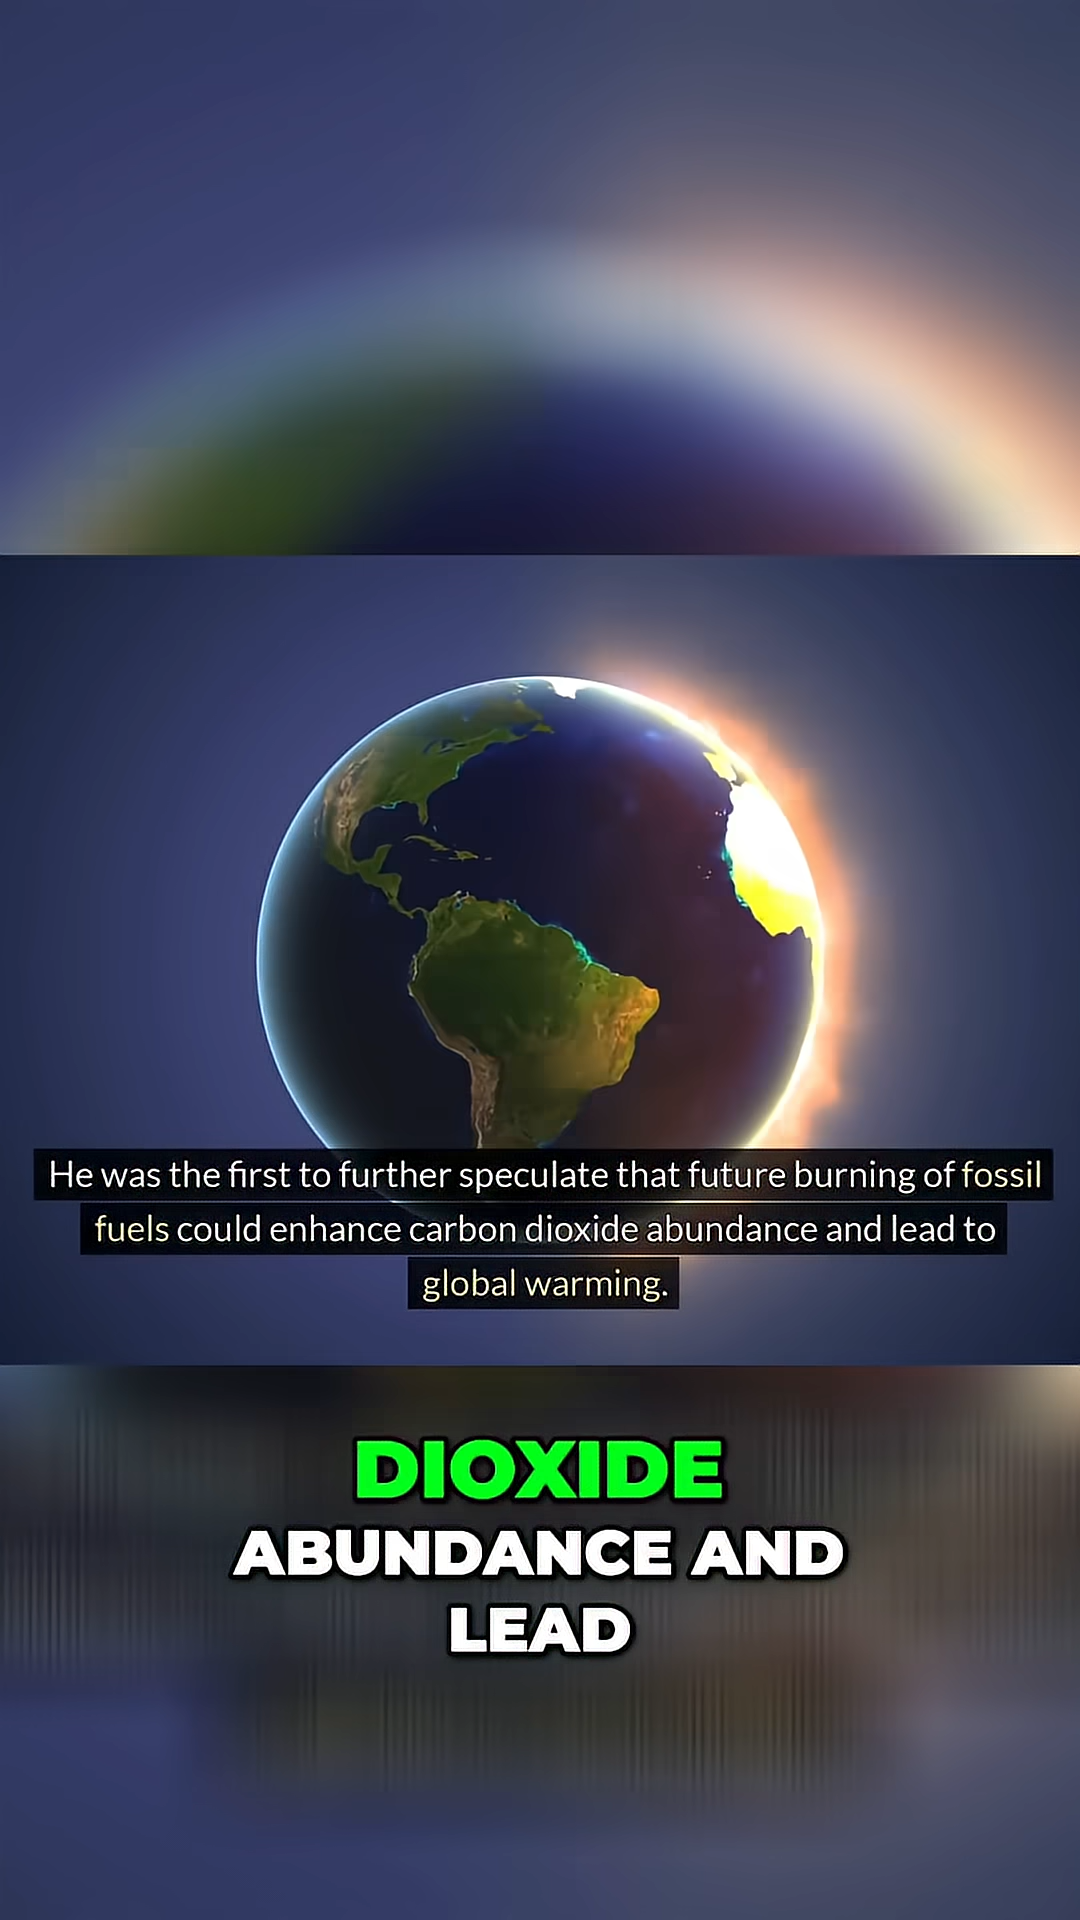 He was the first to further speculate that future burning of fossil
fuels could enhance carbon dioxide abundance and lead to
global warming.
DIOXIDE
ABUNDANCE AND
LEAD